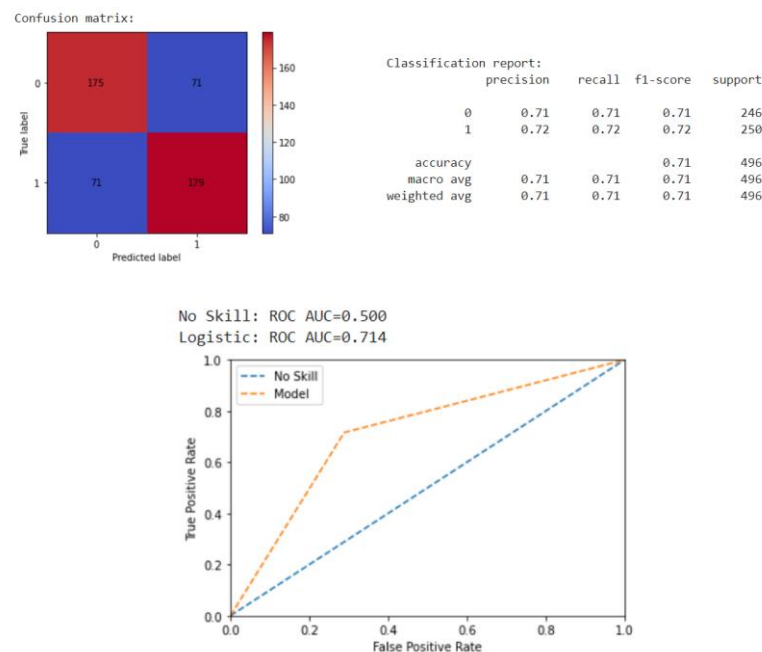 Confusion matrix:
0
175
71
True label
1
71
179
0
1
Predicted label
160
140
120
100
80
Classification report:
precision recall f1-score support
0 0.71 0.71 0.71 246
1 0.72 0.72 0.72 250
accuracy 0.71 496
macro avg 0.71 0.71 0.71 496
weighted avg 0.71 0.71 0.71 496
No Skill: ROC AUC=0.500
Logistic: ROC AUC=0.714
No Skill
Model
True Positive Rate
1.0
0.8
0.6
0.4
0.2
0.0
0.0 0.2 0.4 0.6 0.8 1.0
False Positive Rate